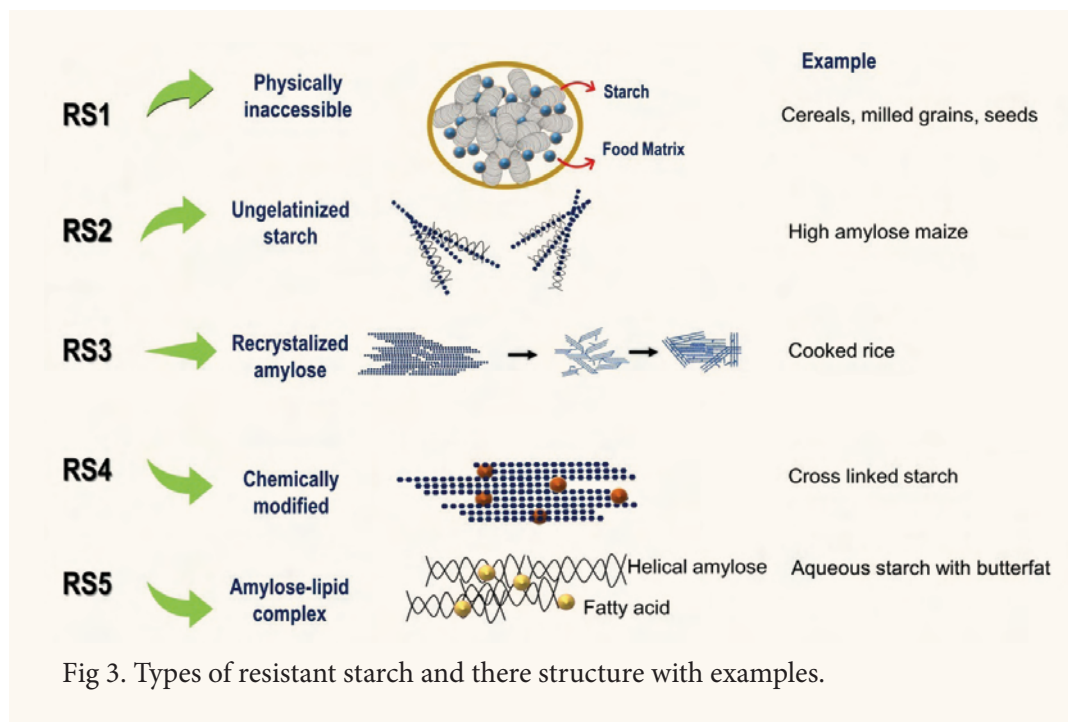 Example
RS1
Physically
inaccessible
Starch
Food Matrix
Cereals, milled grains, seeds
RS2
Ungelatinized
starch
High amylose maize
RS3
Recrystalized
amylose
Cooked rice
RS4
Chemically
modified
Cross linked starch
RS5
Amylose-lipid
complex
Helical amylose
Fatty acid
Aqueous starch with butterfat
Fig 3. Types of resistant starch and there structure with examples.